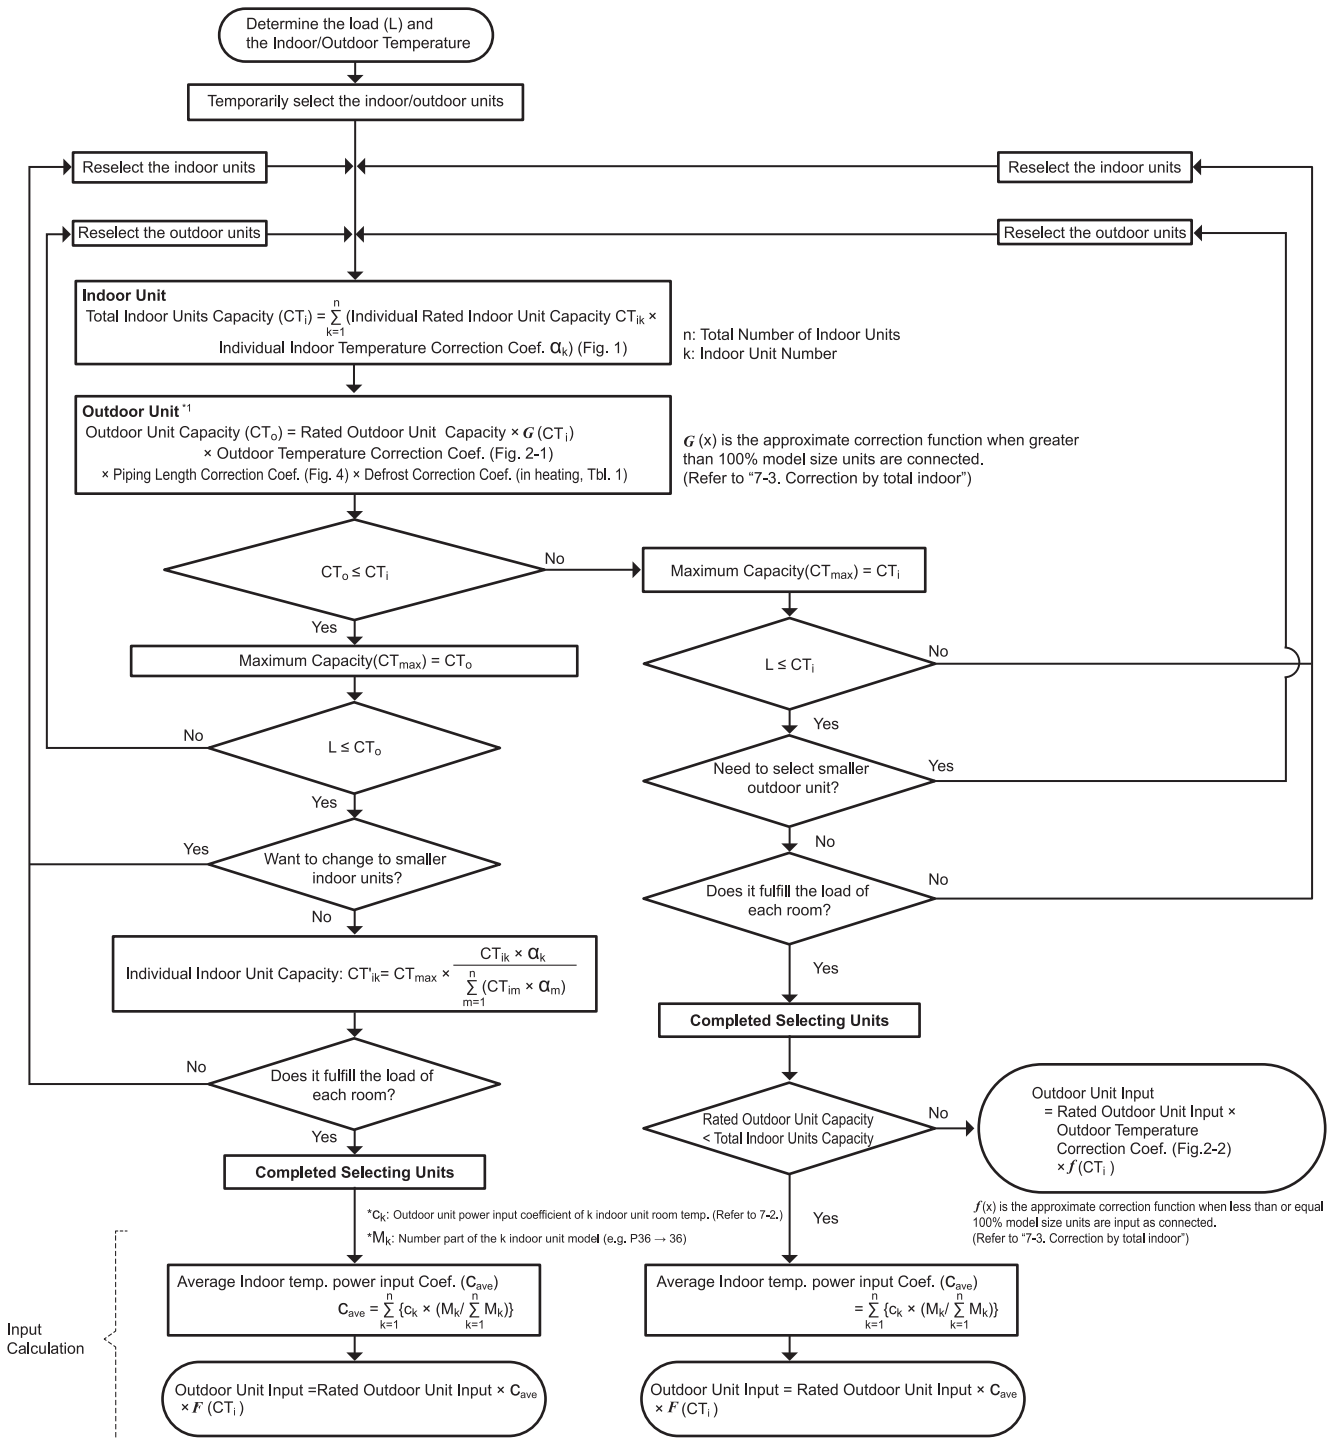 Determine the load (L) and
the Indoor/Outdoor Temperature
Temporarily select the indoor/outdoor units
Reselect the indoor units
Reselect the indoor units
Reselect the outdoor units
Reselect the outdoor units
Indoor Unit
Total Indoor Units Capacity (CTi) = n∑k=1 (Individual Rated Indoor Unit Capacity CTik ×
Individual Indoor Temperature Correction Coef. αk) (Fig. 1)
n: Total Number of Indoor Units
k: Indoor Unit Number
Outdoor Unit *1
Outdoor Unit Capacity (CTo) = Rated Outdoor Unit Capacity × G (CTi)
× Outdoor Temperature Correction Coef. (Fig. 2-1)
× Piping Length Correction Coef. (Fig. 4) × Defrost Correction Coef. (in heating, Tbl. 1)
G (x) is the approximate correction function when greater
than 100% model size units are connected.
(Refer to “7-3. Correction by total indoor”)
CTo ≤ CTi
No
Yes
Maximum Capacity(CTmax) = CTi
Maximum Capacity(CTmax) = CTo
L ≤ CTi
No
Yes
L ≤ CTo
No
Yes
Need to select smaller
outdoor unit?
Yes
No
Want to change to smaller
indoor units?
Yes
No
Does it fulfill the load of
each room?
No
Yes
Individual Indoor Unit Capacity: CT'ik= CTmax × CTik × αk / n∑m=1 (CTim × αm)
Completed Selecting Units
Does it fulfill the load of
each room?
No
Yes
Rated Outdoor Unit Capacity
< Total Indoor Units Capacity
No
Yes
Outdoor Unit Input
= Rated Outdoor Unit Input ×
Outdoor Temperature
Correction Coef. (Fig.2-2)
× f (CTi )
f (x) is the approximate correction function when less than or equal
100% model size units are input as connected.
(Refer to “7-3. Correction by total indoor”)
Completed Selecting Units
*ck: Outdoor unit power input coefficient of k indoor unit room temp. (Refer to 7-2.)
*Mk: Number part of the k indoor unit model (e.g. P36 → 36)
Input
Calculation
Average Indoor temp. power input Coef. (Cave)
Cave = n∑k=1 {ck × (Mk/ n∑k=1 Mk)}
Average Indoor temp. power input Coef. (Cave)
= n∑k=1 {ck × (Mk/ n∑k=1 Mk)}
Outdoor Unit Input =Rated Outdoor Unit Input × Cave
× F (CTi )
Outdoor Unit Input = Rated Outdoor Unit Input × Cave
× F (CTi )